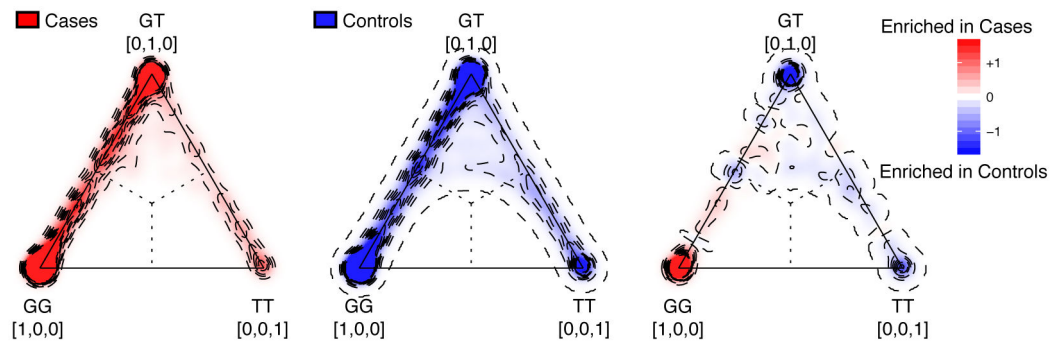 Cases
GT
[0,1,0]
GG
[1,0,0]
TT
[0,0,1]
Controls
GT
[0,1,0]
GG
[1,0,0]
TT
[0,0,1]
GT
[0,1,0]
GG
[1,0,0]
TT
[0,0,1]
Enriched in Cases
+1
0
−1
Enriched in Controls